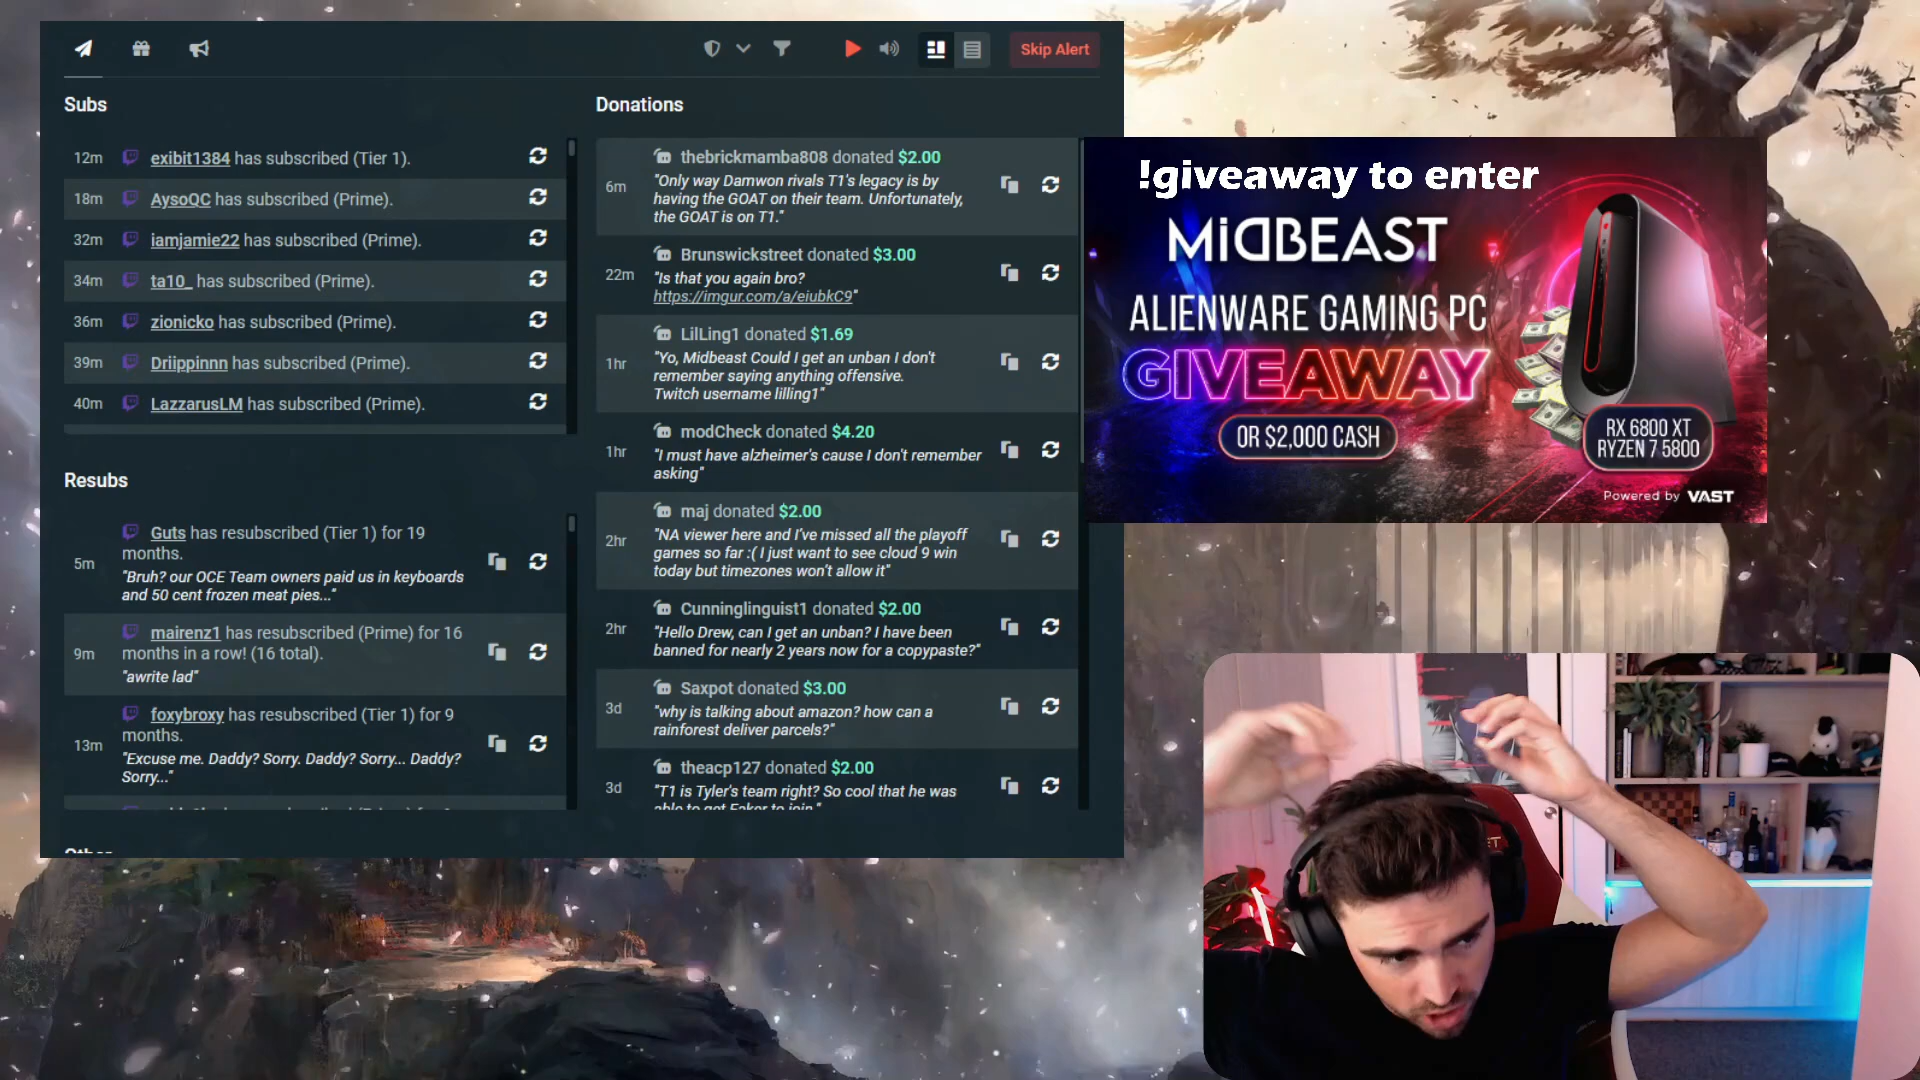 Skip Alert
Subs
12m exibit1384 has subscribed (Tier 1).
18m AysoQC has subscribed (Prime).
32m iamjamie22 has subscribed (Prime).
34m ta10_ has subscribed (Prime).
36m zionicko has subscribed (Prime).
39m Driippinnn has subscribed (Prime).
40m LazzarusLM has subscribed (Prime).
Resubs
Guts has resubscribed (Tier 1) for 19
months.
5m
"Bruh? our OCE Team owners paid us in keyboards
and 50 cent frozen meat pies..."
mairenz1 has resubscribed (Prime) for 16
9m months in a row! (16 total).
"awrite lad"
foxybroxy has resubscribed (Tier 1) for 9
months.
13m
"Excuse me. Daddy? Sorry. Daddy? Sorry... Daddy?
Sorry..."
Other
Donations
thebrickmamba808 donated $2.00
6m "Only way Damwon rivals T1's legacy is by
having the GOAT on their team. Unfortunately,
the GOAT is on T1."
Brunswickstreet donated $3.00
22m "Is that you again bro?
https://imgur.com/a/eiubkC9"
LilLing1 donated $1.69
1hr "Yo, Midbeast Could I get an unban I don't
remember saying anything offensive.
Twitch username lilling1"
modCheck donated $4.20
1hr "I must have alzheimer's cause I don't remember
asking"
maj donated $2.00
2hr "NA viewer here and I've missed all the playoff
games so far :( I just want to see cloud 9 win
today but timezones won't allow it"
Cunninglinguist1 donated $2.00
2hr "Hello Drew, can I get an unban? I have been
banned for nearly 2 years now for a copypaste?"
Saxpot donated $3.00
3d "why is talking about amazon? how can a
rainforest deliver parcels?"
theacp127 donated $2.00
3d "T1 is Tyler's team right? So cool that he was
able to get Faker to join."
!giveaway to enter
MIDBEAST
ALIENWARE GAMING PC
GIVEAWAY
OR $2,000 CASH
RX 6800 XT
RYZEN 7 5800
Powered by VAST